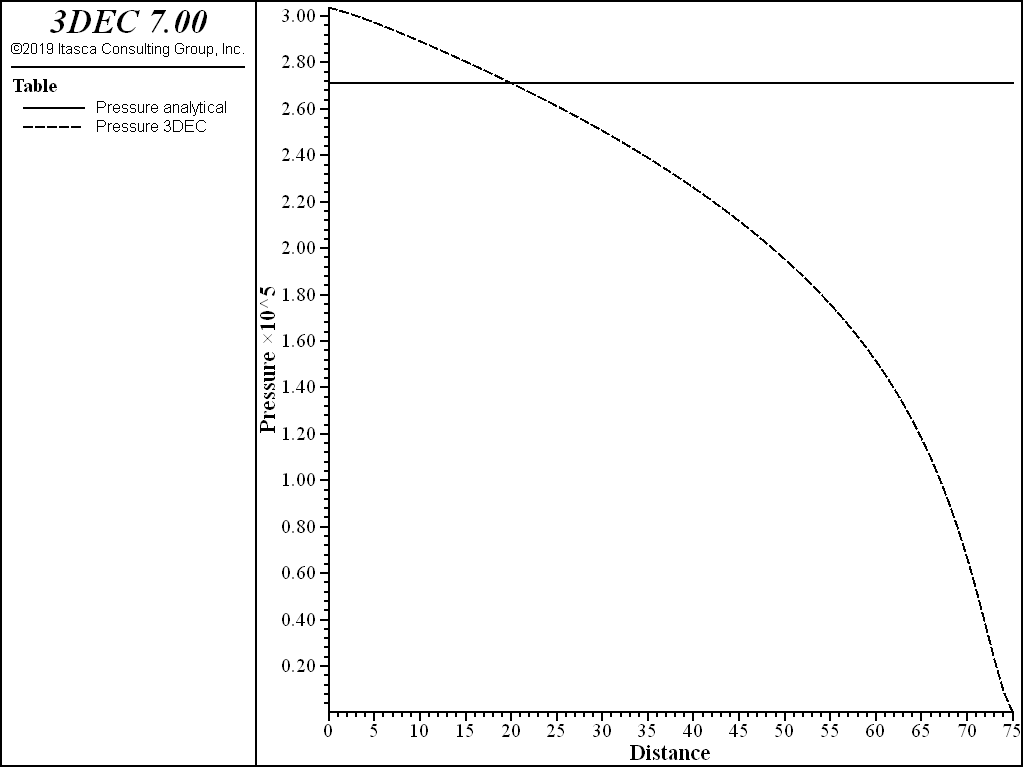 3DEC 7.00
©2019 Itasca Consulting Group, Inc.
Table
Pressure analytical
Pressure 3DEC
Pressure ×10^5
3.00
2.80
2.60
2.40
2.20
2.00
1.80
1.60
1.40
1.20
1.00
0.80
0.60
0.40
0.20
0 5 10 15 20 25 30 35 40 45 50 55 60 65 70 75
Distance